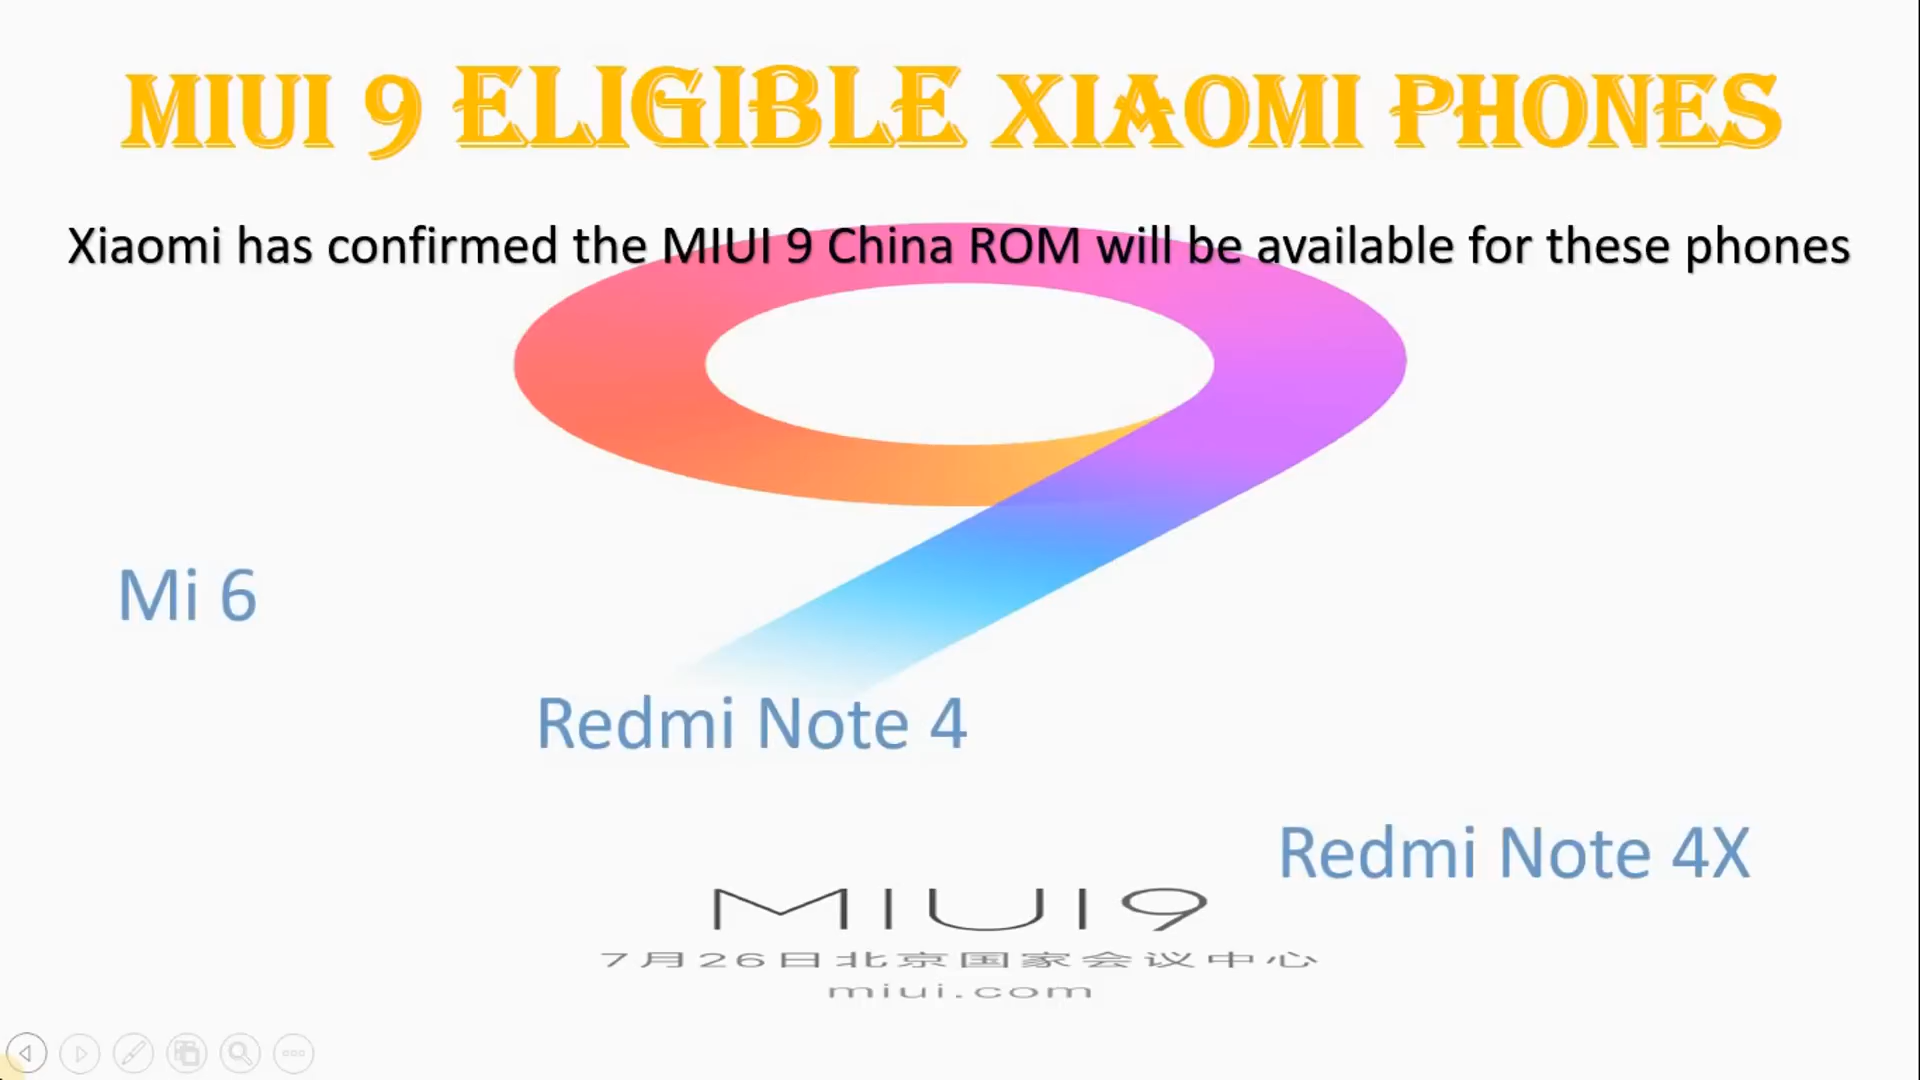 MIUI 9 ELIGIBLE XIAOMI PHONES
Xiaomi has confirmed the MIUI 9 China ROM will be available for these phones
Mi 6
Redmi Note 4
Redmi Note 4X
MIUI9
7月26日北京国家会议中心
miui.com